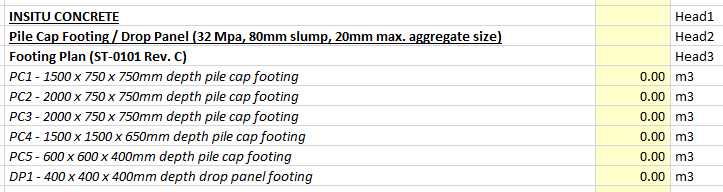 INSITU CONCRETE Head1
Pile Cap Footing / Drop Panel (32 Mpa, 80mm slump, 20mm max. aggregate size) Head2
Footing Plan (ST-0101 Rev. C) Head3
PC1 - 1500 x 750 x 750mm depth pile cap footing 0.00 m3
PC2 - 2000 x 750 x 750mm depth pile cap footing 0.00 m3
PC3 - 2000 x 750 x 750mm depth pile cap footing 0.00 m3
PC4 - 1500 x 1500 x 650mm depth pile cap footing 0.00 m3
PC5 - 600 x 600 x 400mm depth pile cap footing 0.00 m3
DP1 - 400 x 400 x 400mm depth drop panel footing 0.00 m3